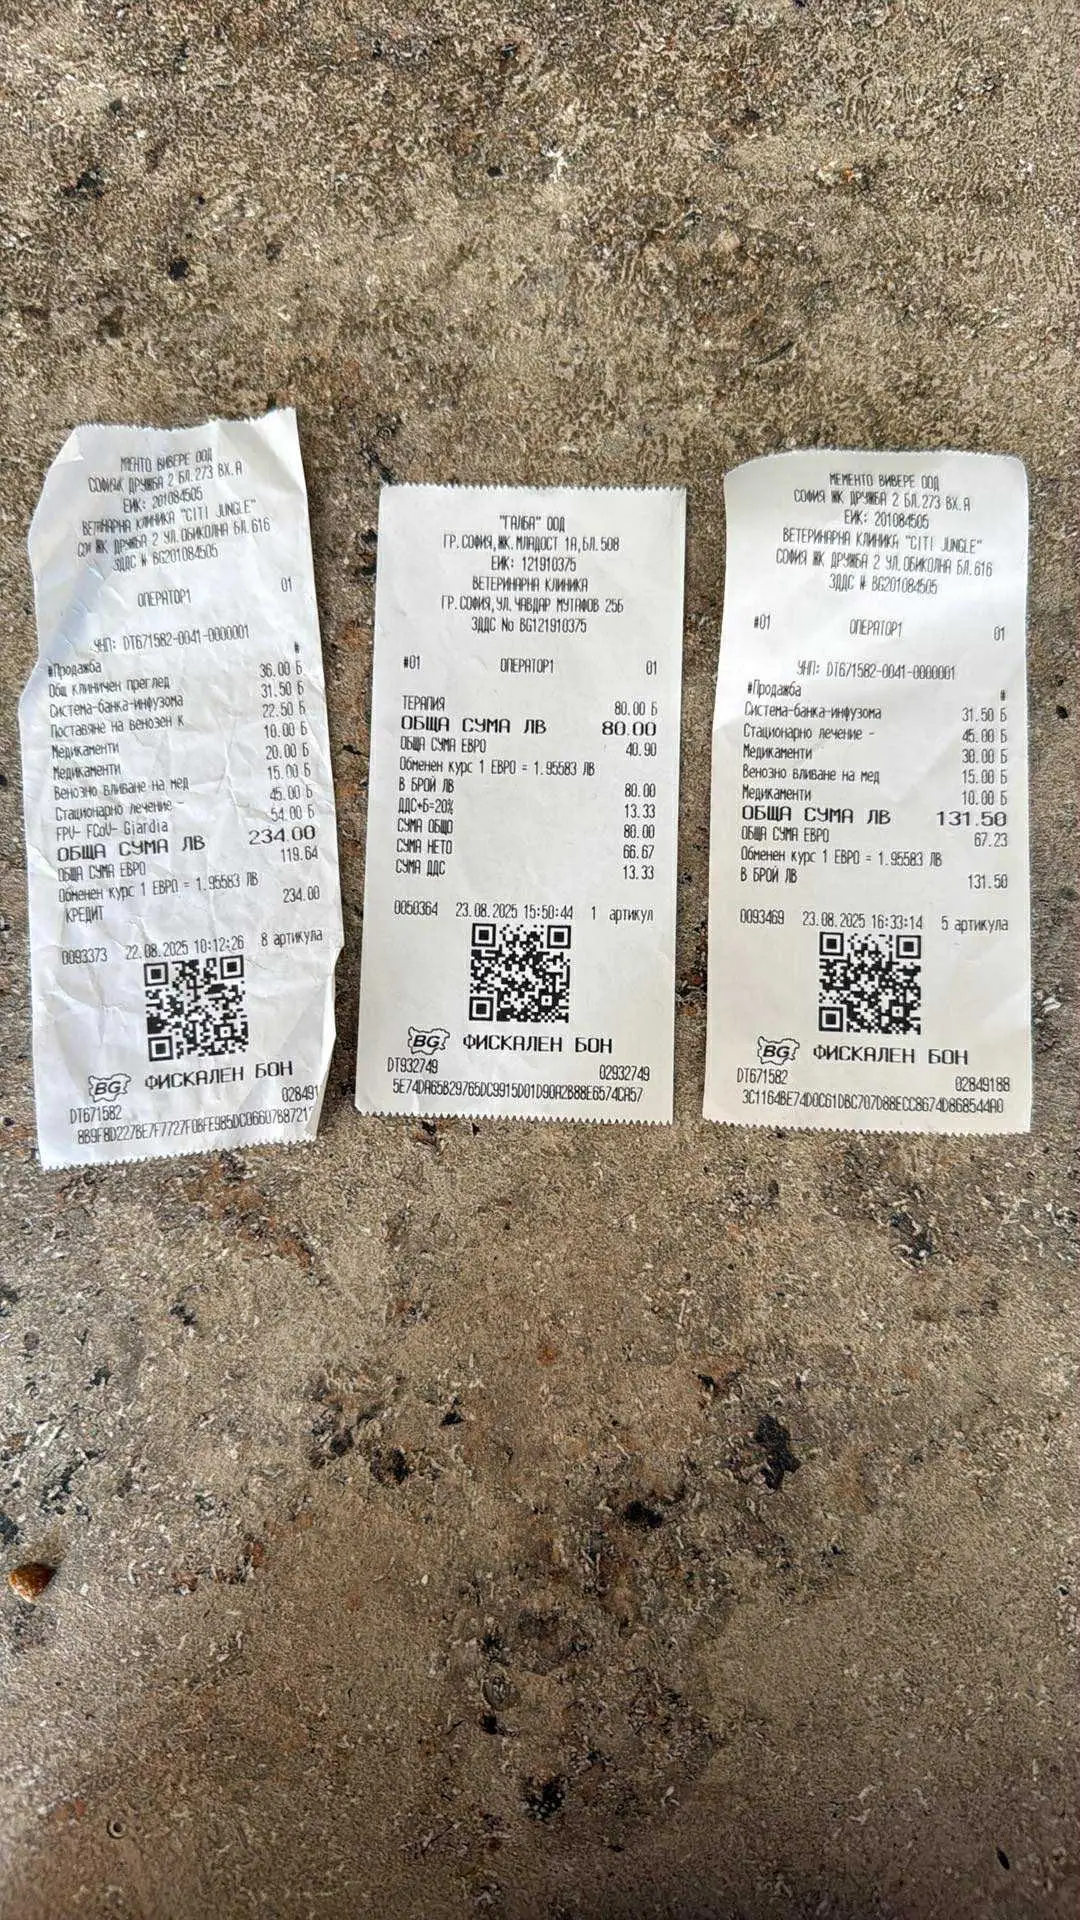 МЕНТО ВИВЕРЕ ООД
СОФИЯ ЖК ДРУЖБА 2 БЛ.273 ВХ.А
ЕИК: 201084505
ВЕТЕРИНАРНА КЛИНИКА "CITI JUNGLE"
ЖК ДРУЖБА 2 УЛ.ОБИКОЛНА БЛ.616
ЗДДС № BG201084505
ОПЕРАТОР1 01
УНП: DT671582-0041-0000001
#Продажба #
Общ клиничен преглед 36.00 Б
Система-банка-инфузома 31.50 Б
Поставяне на венозен к 22.50 Б
Медикаменти 10.00 Б
Медикаменти 20.00 Б
Венозно вливане на мед 15.00 Б
Стационарно лечение - 45.00 Б
FPV- FCoV- Giardia 54.00 Б
ОБЩА СУМА ЛВ 234.00
ОБЩА СУМА ЕВРО 119.64
Обменен курс 1 ЕВРО = 1.95583 ЛВ
КРЕДИТ 234.00
0093373 22.08.2025 10:12:26 8 артикула
BG ФИСКАЛЕН БОН
DT671582 028491
"ГАЛБА" ООД
ГР.СОФИЯ,ЖК.МЛАДОСТ 1А,БЛ.508
ЕИК: 121910375
ВЕТЕРИНАРНА КЛИНИКА
ГР.СОФИЯ,УЛ.ЧАВДАР МУТАФОВ 25Б
ЗДДС No BG121910375
#01 ОПЕРАТОР1 01
ТЕРАПИЯ 80.00 Б
ОБЩА СУМА ЛВ 80.00
ОБЩА СУМА ЕВРО 40.90
Обменен курс 1 ЕВРО = 1.95583 ЛВ
В БРОЙ ЛВ 80.00
ДДС*Б=20% 13.33
СУМА ОБЩО 80.00
СУМА НЕТО 66.67
СУМА ДДС 13.33
0050364 23.08.2025 15:50:44 1 артикул
BG ФИСКАЛЕН БОН
DT932749 02932749
5E74DA65B29765DC9915D01D90A2B88E6574CA57
МЕМЕНТО ВИВЕРЕ ООД
СОФИЯ ЖК ДРУЖБА 2 БЛ.273 ВХ.А
ЕИК: 201084505
ВЕТЕРИНАРНА КЛИНИКА "CITI JUNGLE"
СОФИЯ ЖК ДРУЖБА 2 УЛ.ОБИКОЛНА БЛ.616
ЗДДС № BG201084505
#01 ОПЕРАТОР1 01
УНП: DT671582-0041-0000001
#Продажба #
Система-банка-инфузома 31.50 Б
Стационарно лечение - 45.00 Б
Медикаменти 30.00 Б
Венозно вливане на мед 15.00 Б
Медикаменти 10.00 Б
ОБЩА СУМА ЛВ 131.50
ОБЩА СУМА ЕВРО 67.23
Обменен курс 1 ЕВРО = 1.95583 ЛВ
В БРОЙ ЛВ 131.50
0093469 23.08.2025 16:33:14 5 артикула
BG ФИСКАЛЕН БОН
DT671582 02849188
3C1164BE74D0C61DBC707D88ECC8674D868544A0